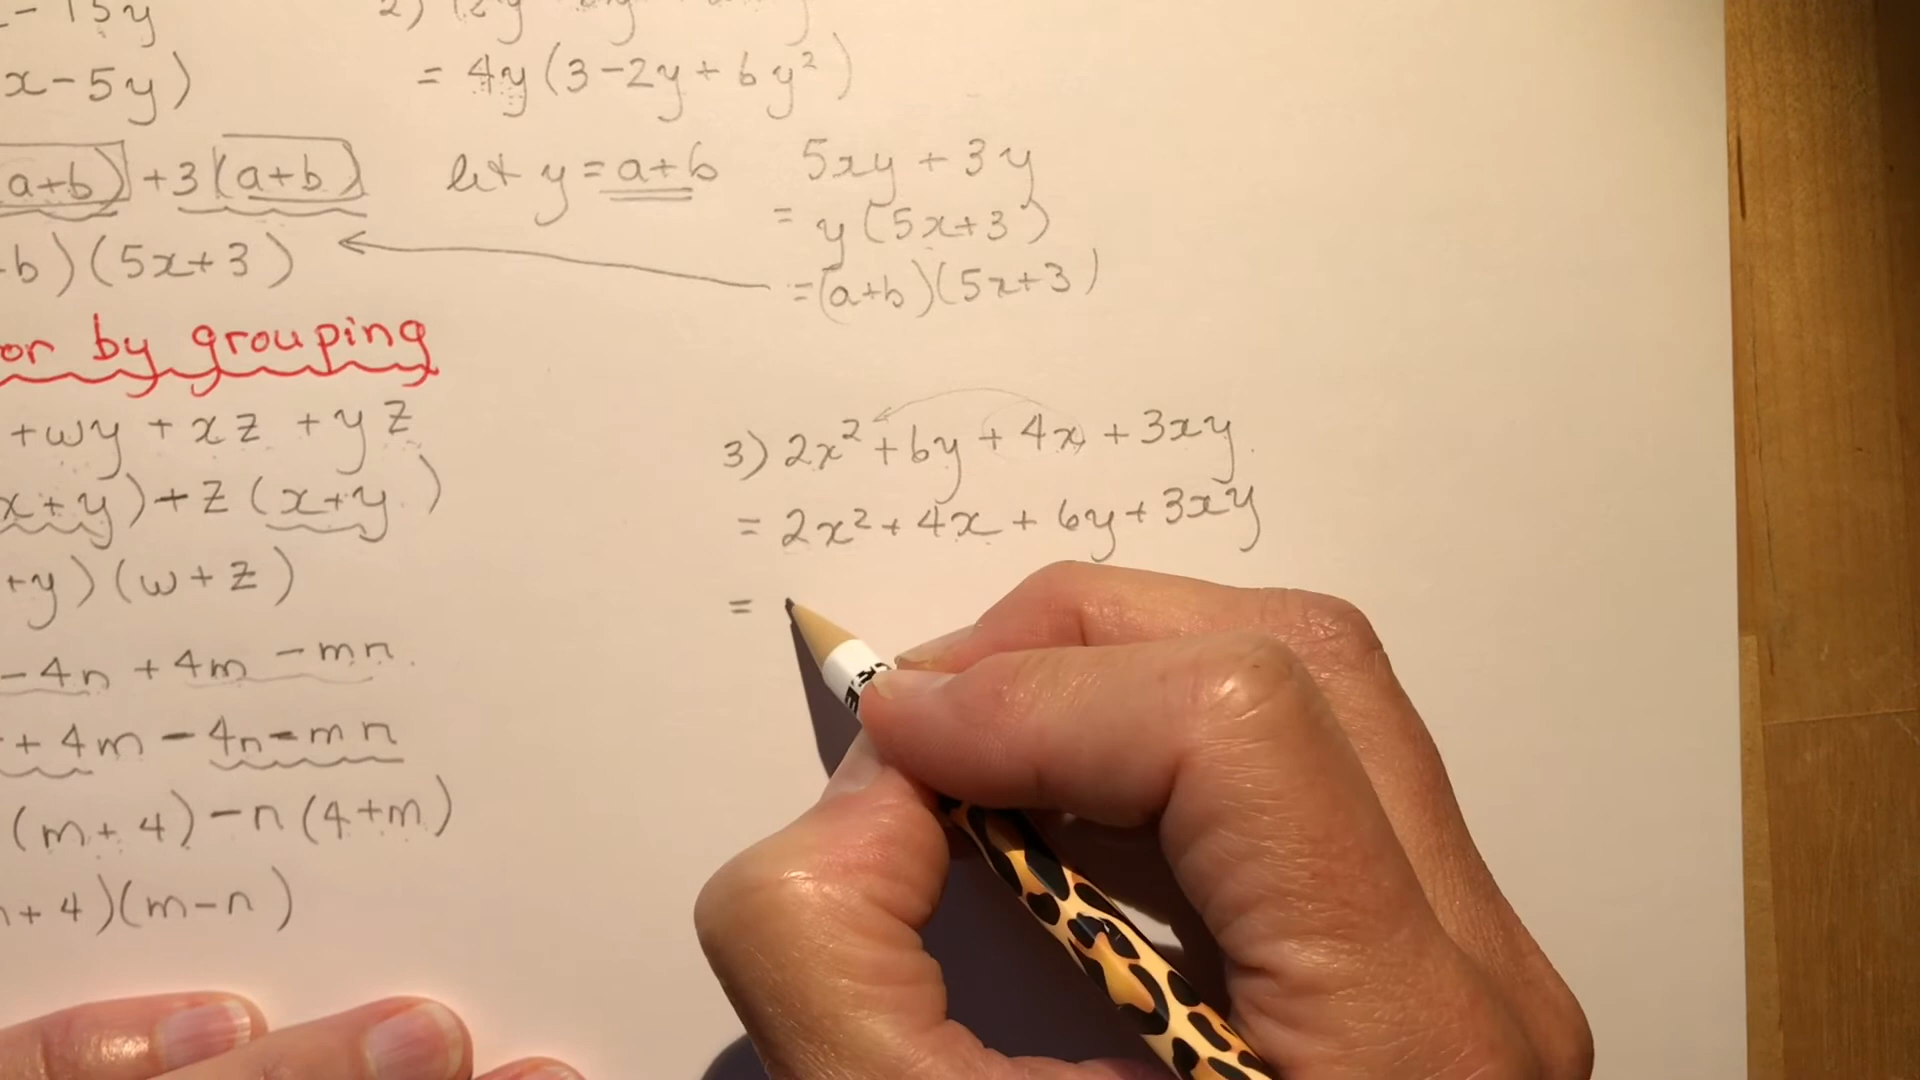 - 15y
x - 5y)
a+b) + 3(a+b)
b)(5x+3)
or by grouping
+ wy + xz + yz
x+y) + z(x+y)
+y)(w+z)
- 4n + 4m - mn
+ 4m - 4n - mn
(m+4) - n(4+m)
+ 4)(m-n)
2)
= 4y(3-2y+6y²)
let y = a+b
5xy + 3y
= y(5x+3)
= (a+b)(5x+3)
3) 2x² + 6y + 4x + 3xy
= 2x² + 4x + 6y + 3xy
=